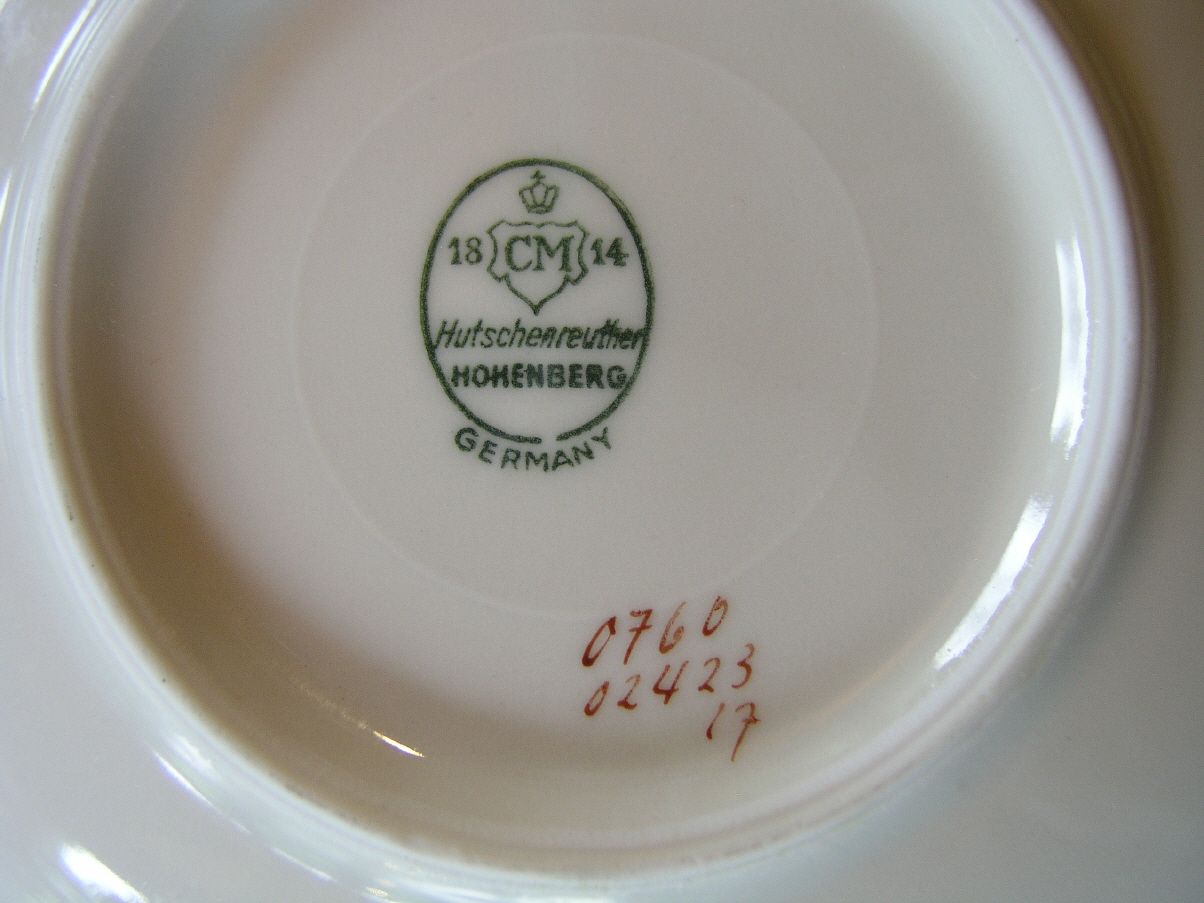 18 CM 14
Hutschenreuther
HOHENBERG
GERMANY
0760
02423
17